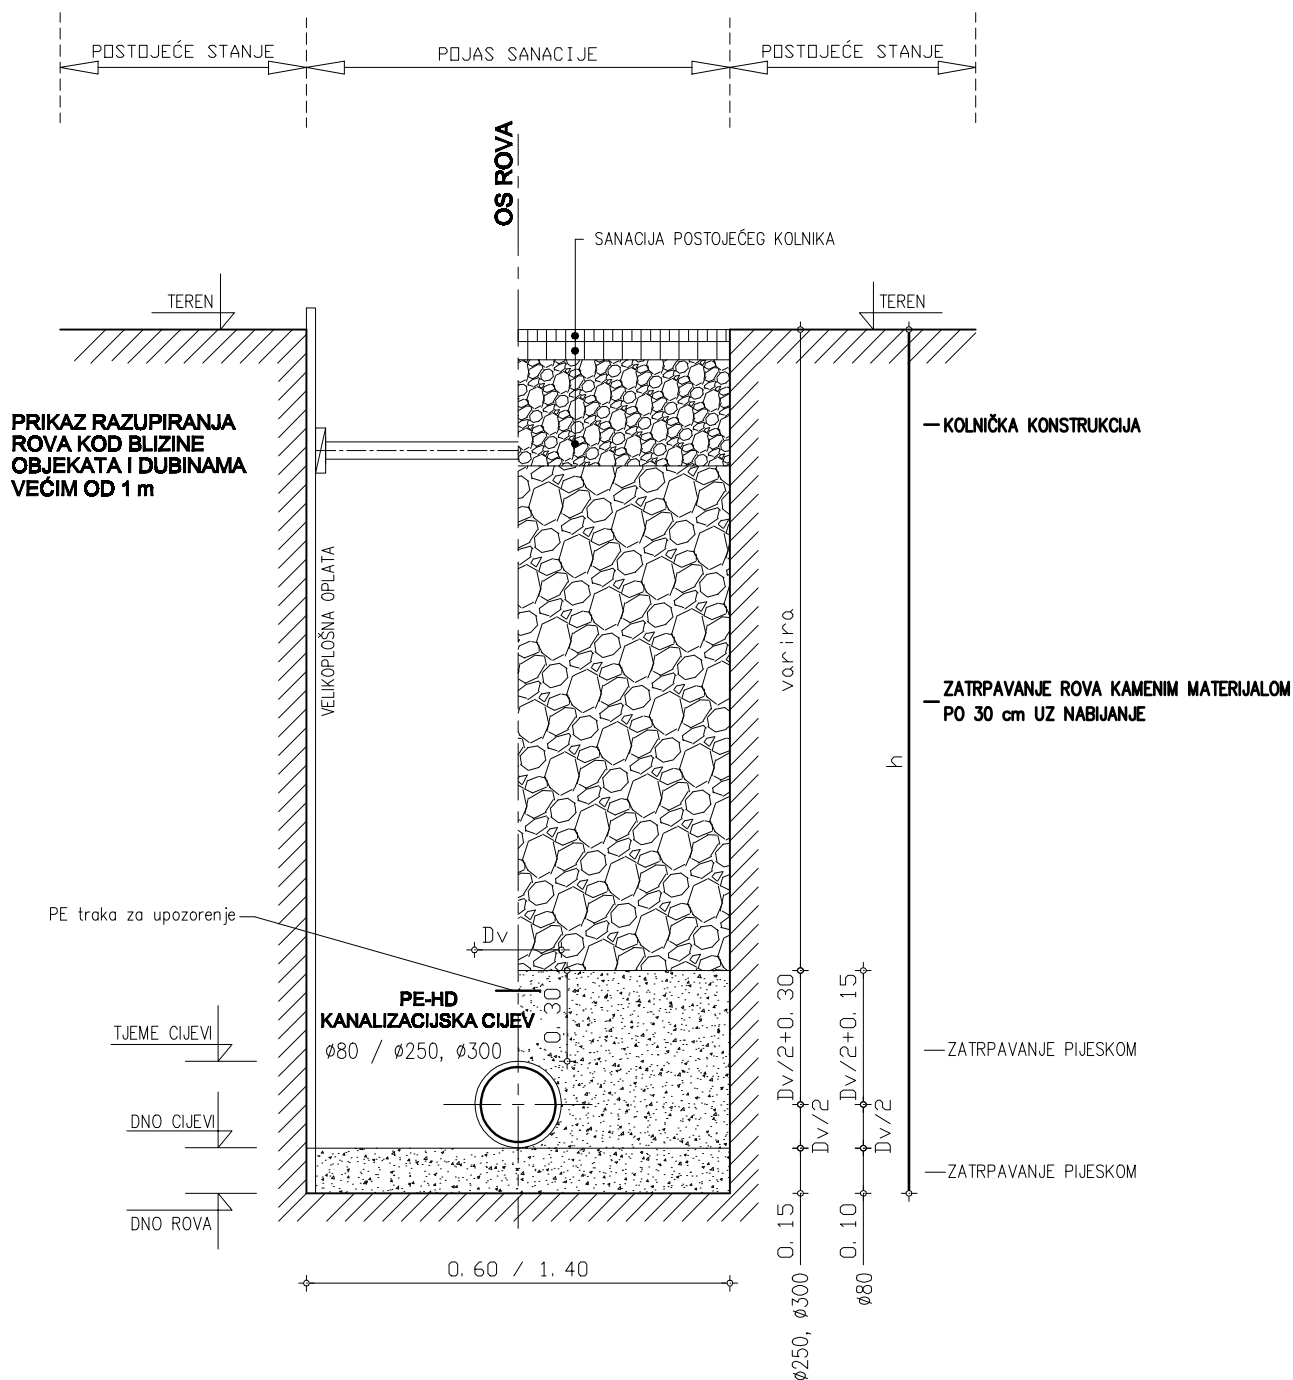 POSTOJEĆE STANJE
POJAS SANACIJE
POSTOJEĆE STANJE
OS ROVA
SANACIJA POSTOJEĆEG KOLNIKA
TEREN
TEREN
PRIKAZ RAZUPIRANJA
ROVA KOD BLIZINE
OBJEKATA I DUBINAMA
VEĆIM OD 1 m
KOLNIČKA KONSTRUKCIJA
VELIKOPLOŠNA OPLATA
varira
ZATRPAVANJE ROVA KAMENIM MATERIJALOM
PO 30 cm UZ NABIJANJE
h
PE traka za upozorenje
Dv
0.30
PE-HD
KANALIZACIJSKA CIJEV
ø80 / ø250, ø300
TJEME CIJEVI
DNO CIJEVI
DNO ROVA
Dv/2+0.30
Dv/2+0.15
Dv/2
Dv/2
ZATRPAVANJE PIJESKOM
ZATRPAVANJE PIJESKOM
0.15
0.10
ø250, ø300
ø80
0.60 / 1.40